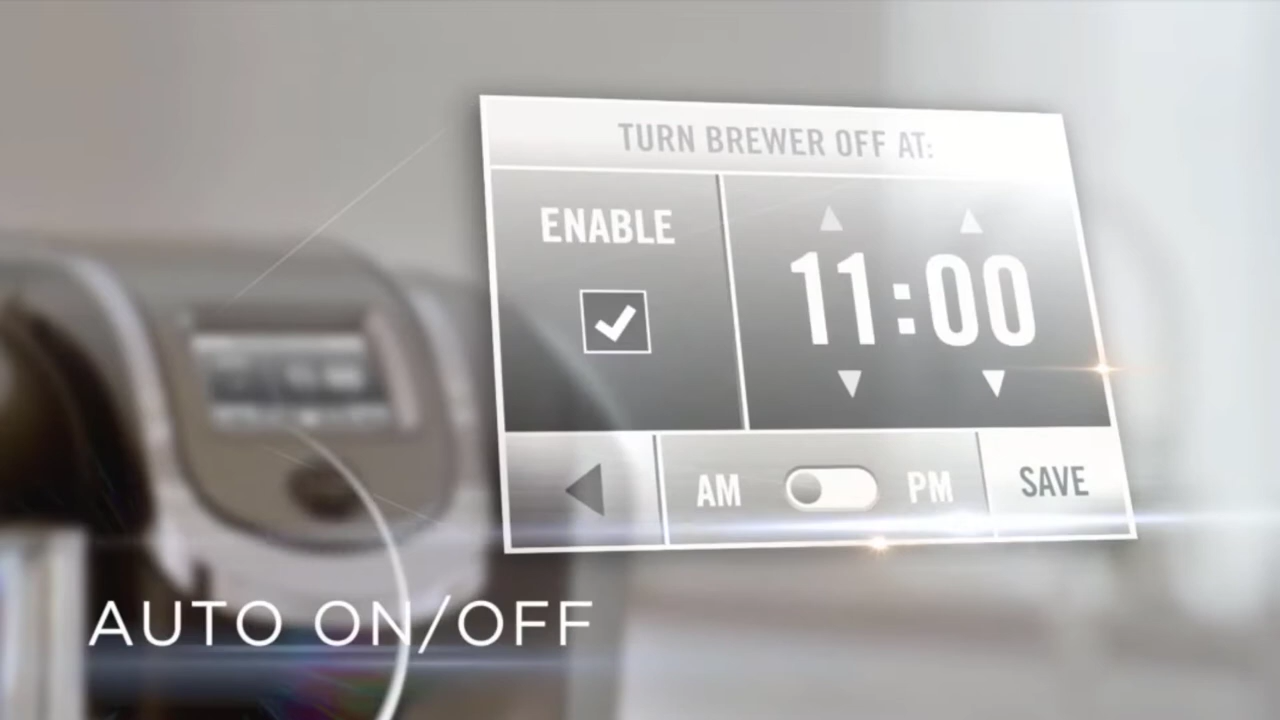 TURN BREWER OFF AT:
ENABLE
11:00
AM PM
SAVE
AUTO ON/OFF